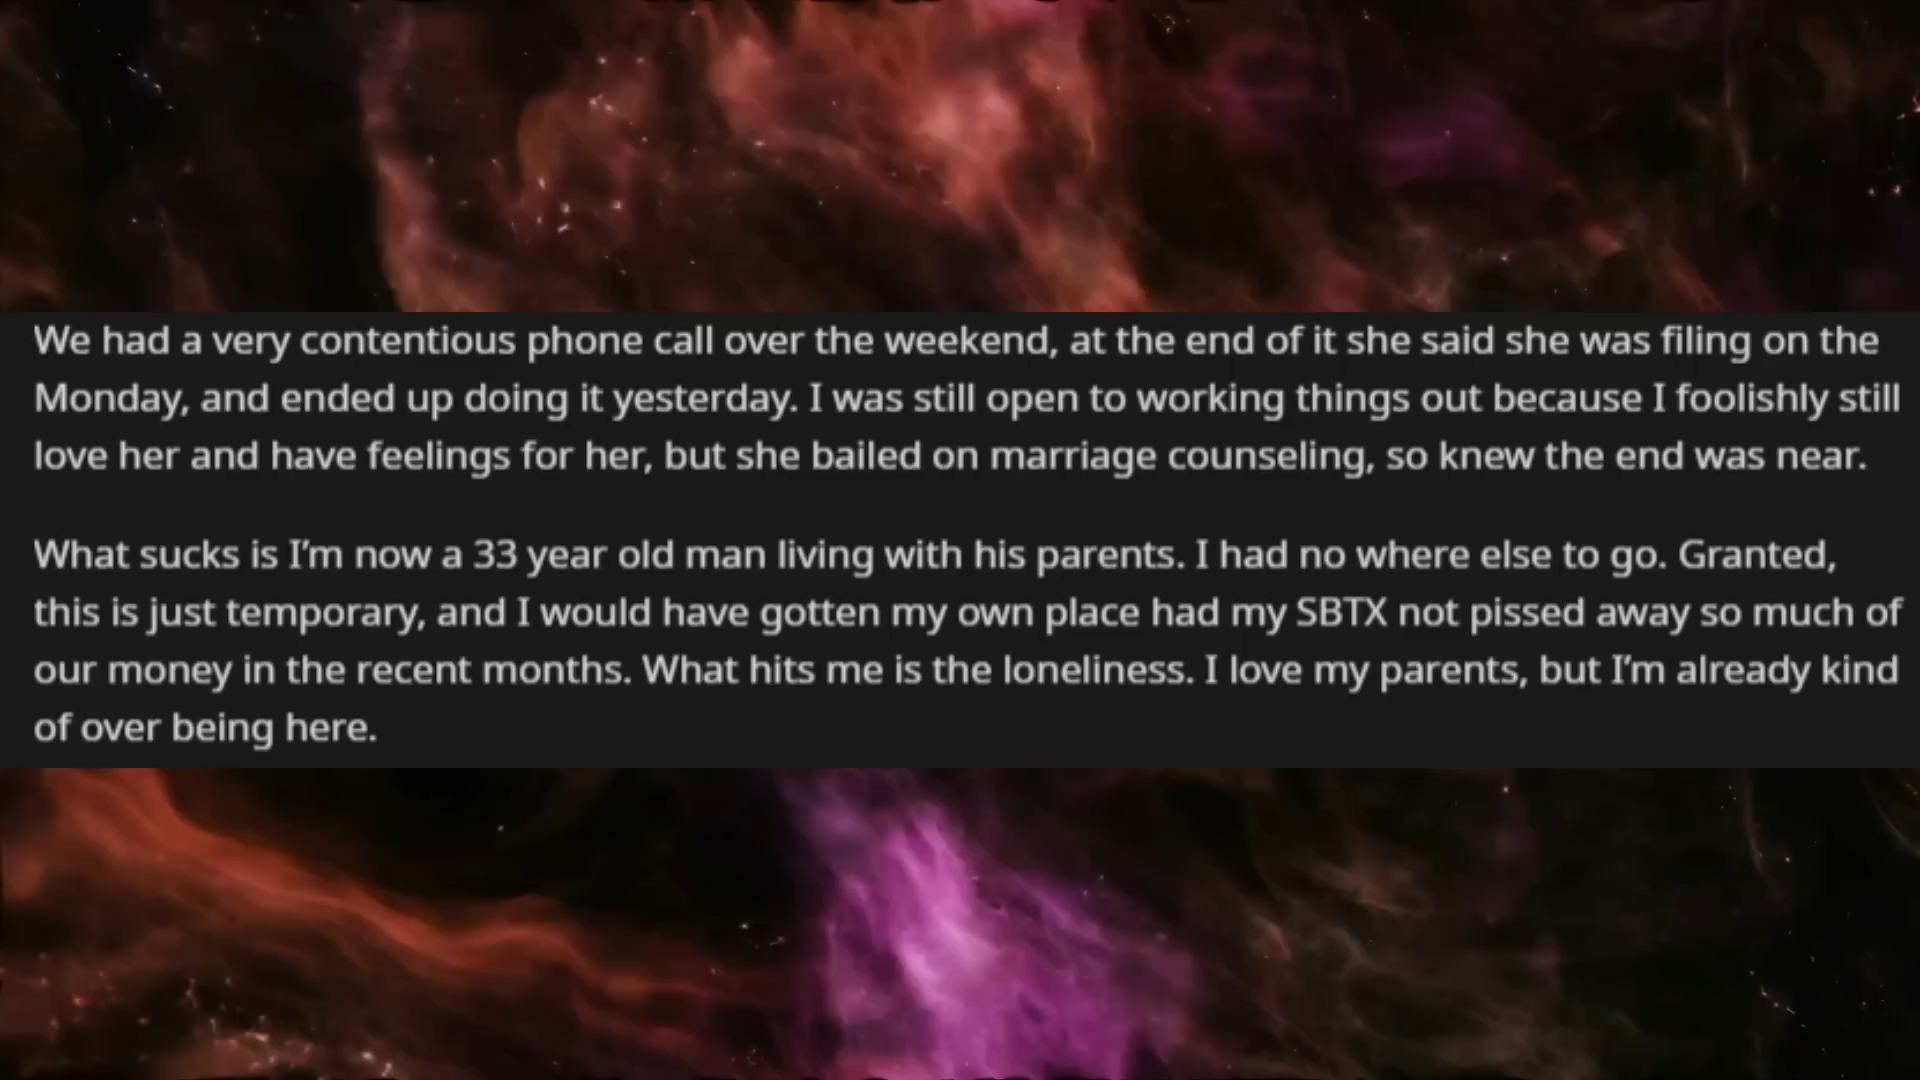 We had a very contentious phone call over the weekend, at the end of it she said she was filing on the
Monday, and ended up doing it yesterday. I was still open to working things out because I foolishly still
love her and have feelings for her, but she bailed on marriage counseling, so knew the end was near.
What sucks is I'm now a 33 year old man living with his parents. I had no where else to go. Granted,
this is just temporary, and I would have gotten my own place had my SBTX not pissed away so much of
our money in the recent months. What hits me is the loneliness. I love my parents, but I'm already kind
of over being here.